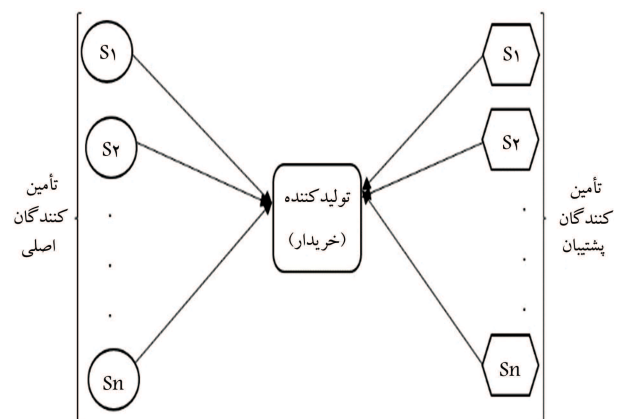 S۱
S۲
Sn
تأمین
کنندگان
اصلی
تولیدکننده
(خریدار)
S۱
S۲
Sn
تأمین
کنندگان
پشتیبان